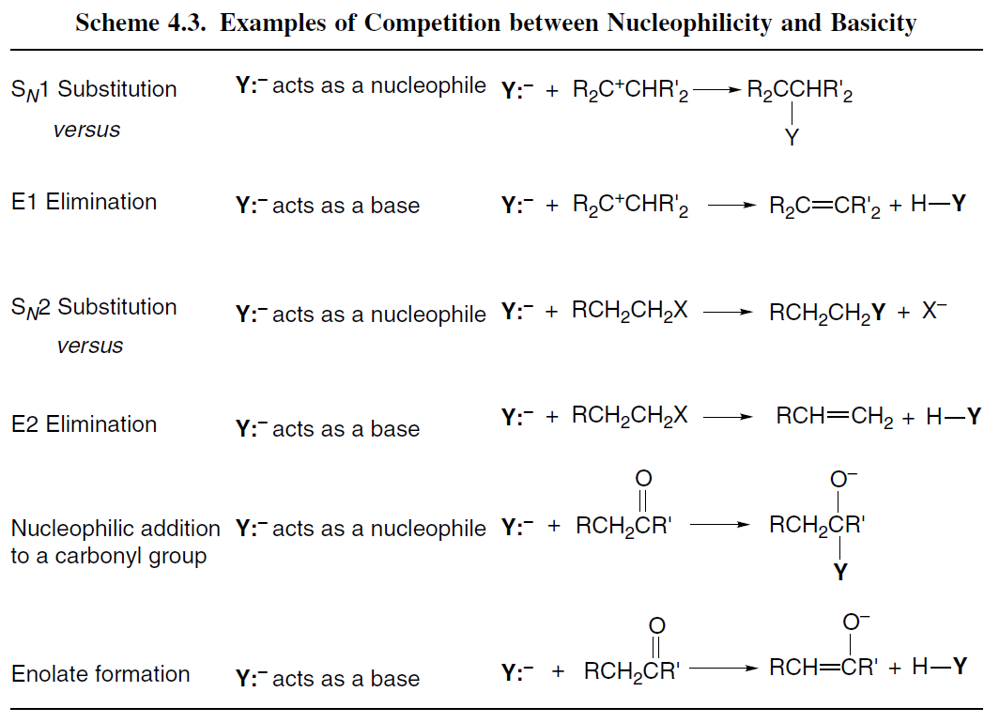 Scheme 4.3. Examples of Competition between Nucleophilicity and Basicity
S_N1 Substitution Y:⁻ acts as a nucleophile Y:⁻ + R₂C⁺CHR'₂ ⟶ R₂CCHR'₂
versus
Y
E1 Elimination Y:⁻ acts as a base Y:⁻ + R₂C⁺CHR'₂ ⟶ R₂C=CR'₂ + H—Y
S_N2 Substitution Y:⁻ acts as a nucleophile Y:⁻ + RCH₂CH₂X ⟶ RCH₂CH₂Y + X⁻
versus
E2 Elimination Y:⁻ acts as a base Y:⁻ + RCH₂CH₂X ⟶ RCH=CH₂ + H—Y
O O⁻
Nucleophilic addition Y:⁻ acts as a nucleophile Y:⁻ + RCH₂CR' ⟶ RCH₂CR'
to a carbonyl group
Y
O O⁻
Enolate formation Y:⁻ acts as a base Y:⁻ + RCH₂CR' ⟶ RCH=CR' + H—Y